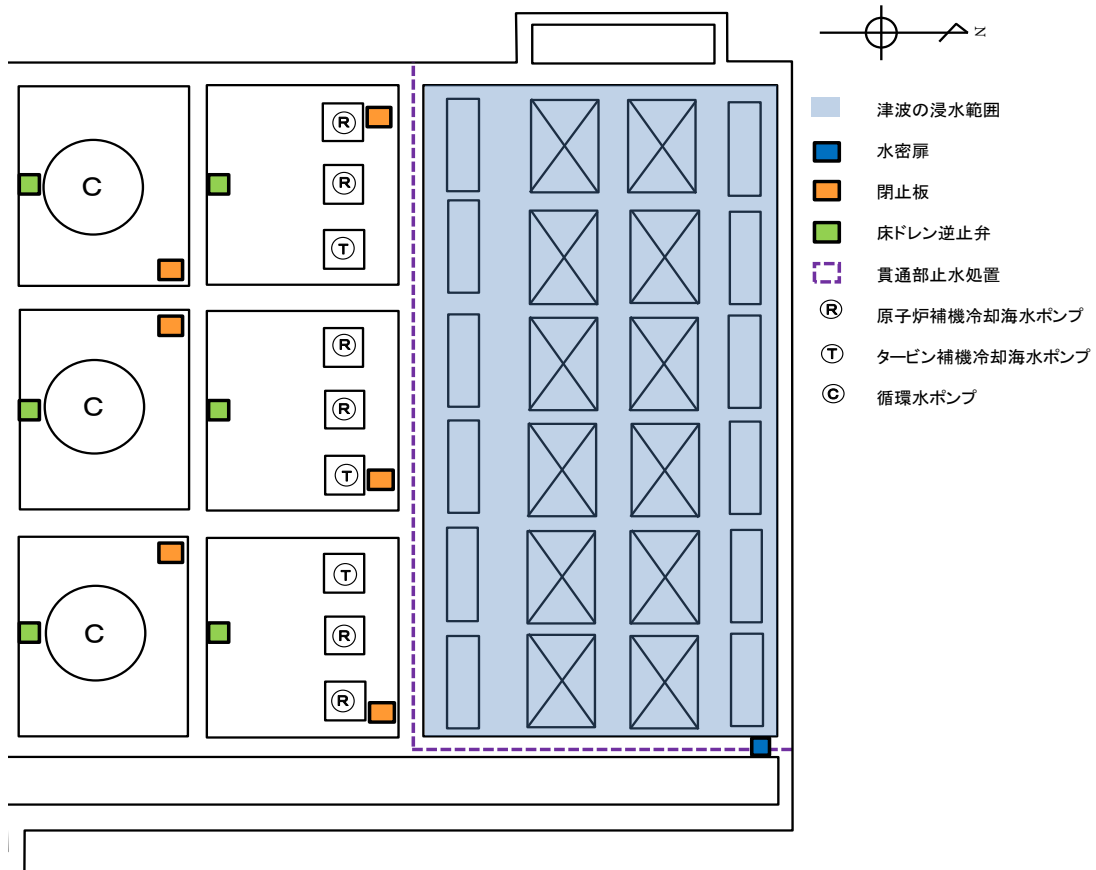 N
津波の浸水範囲
水密扉
閉止板
床ドレン逆止弁
貫通部止水処置
Ⓡ 原子炉補機冷却海水ポンプ
Ⓣ タービン補機冷却海水ポンプ
Ⓒ 循環水ポンプ
C
Ⓡ
Ⓡ
Ⓣ
C
Ⓡ
Ⓡ
Ⓣ
C
Ⓣ
Ⓡ
Ⓡ